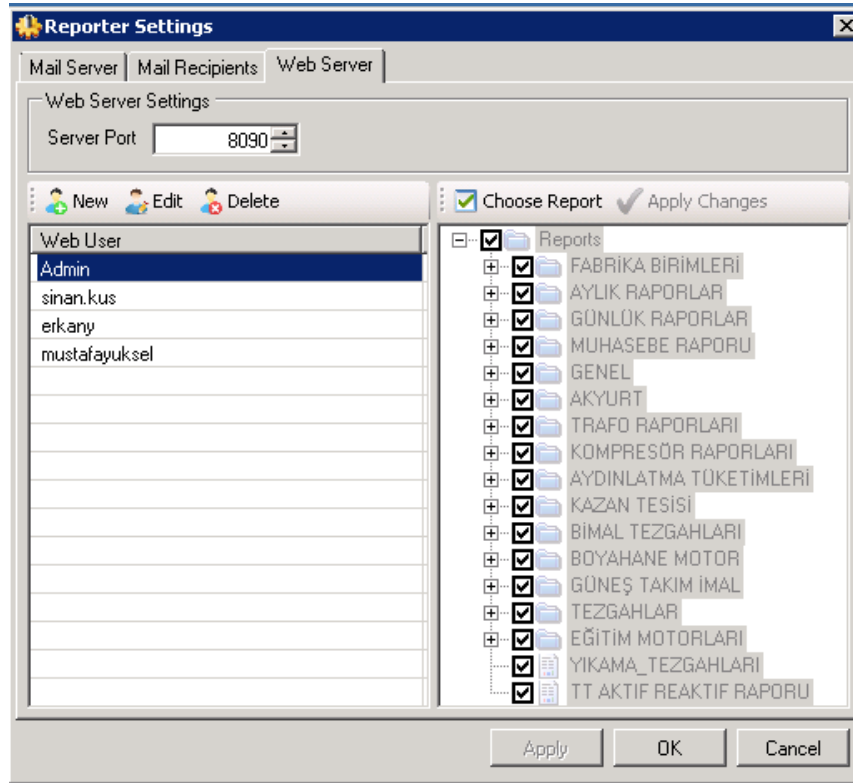 Reporter Settings
Mail Server Mail Recipients Web Server
Web Server Settings
Server Port 8090
New Edit Delete
Web User
Admin
sinan.kus
erkany
mustafayuksel
Choose Report Apply Changes
Reports
FABRİKA BİRİMLERİ
AYLIK RAPORLAR
GÜNLÜK RAPORLAR
MUHASEBE RAPORU
GENEL
AKYURT
TRAFO RAPORLARI
KOMPRESÖR RAPORLARI
AYDINLATMA TÜKETİMLERİ
KAZAN TESİSİ
BİMAL TEZGAHLARI
BOYAHANE MOTOR
GÜNEŞ TAKIM İMAL
TEZGAHLAR
EĞİTİM MOTORLARI
YIKAMA_TEZGAHLARI
TT AKTIF REAKTIF RAPORU
Apply OK Cancel